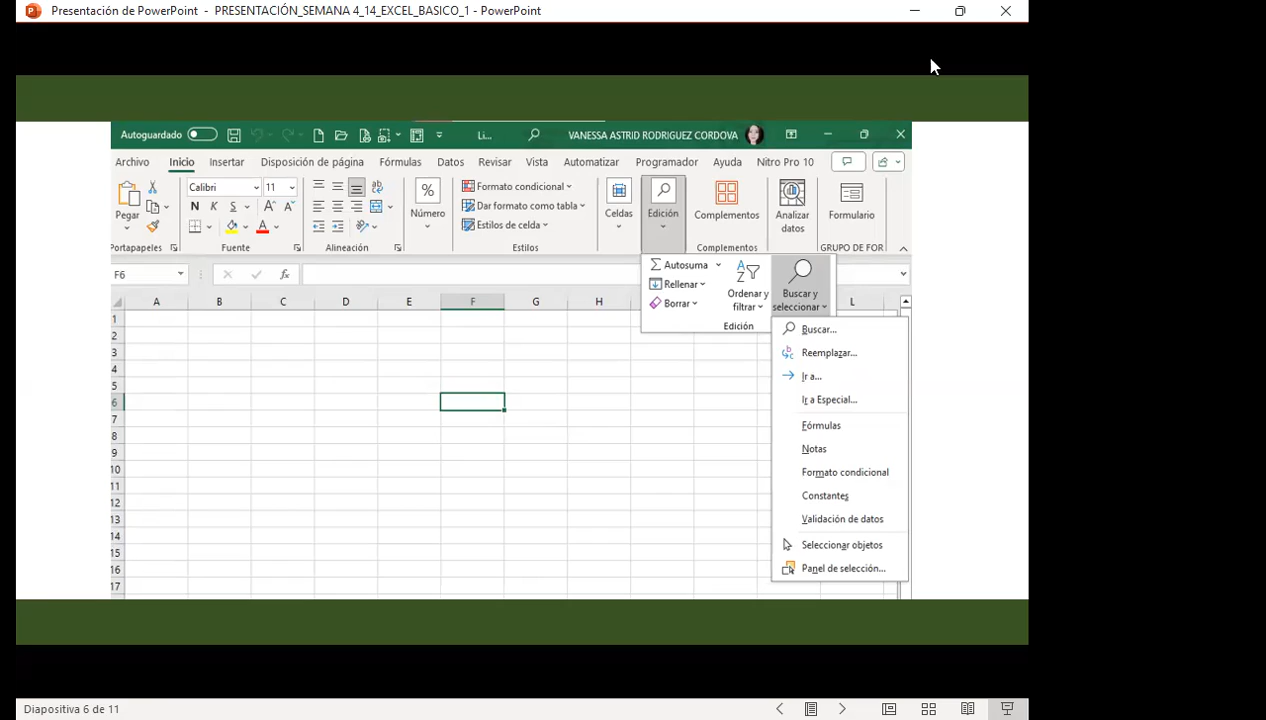 Presentación de PowerPoint - PRESENTACIÓN_SEMANA 4_14_EXCEL_BASICO_1 - PowerPoint
Autoguardado Li... VANESSA ASTRID RODRIGUEZ CORDOVA
Archivo Inicio Insertar Disposición de página Fórmulas Datos Revisar Vista Automatizar Programador Ayuda Nitro Pro 10
Pegar
Portapapeles
Calibri 11
N K S
Fuente
Alineación
%
Número
Formato condicional
Dar formato como tabla
Estilos de celda
Estilos
Celdas
Edición
Complementos
Complementos
Analizar
datos
Formulario
GRUPO DE FOR
F6 fx
Autosuma
Rellenar
Borrar
Ordenar y
filtrar
Edición
Buscar y
seleccionar
A B C D E F G H L
1
2
3
4
5
6
7
8
9
10
11
12
13
14
15
16
17
Buscar...
Reemplazar...
Ir a...
Ir a Especial...
Fórmulas
Notas
Formato condicional
Constantes
Validación de datos
Seleccionar objetos
Panel de selección...
Diapositiva 6 de 11